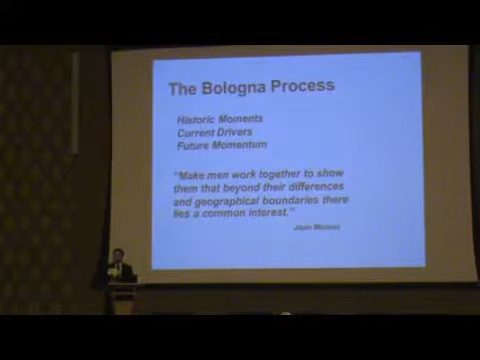 The Bologna Process
Historic Moments
Current Drivers
Future Momentum
"Make men work together to show
them that beyond their differences
and geographical boundaries there
lies a common interest."
Jean Monnet